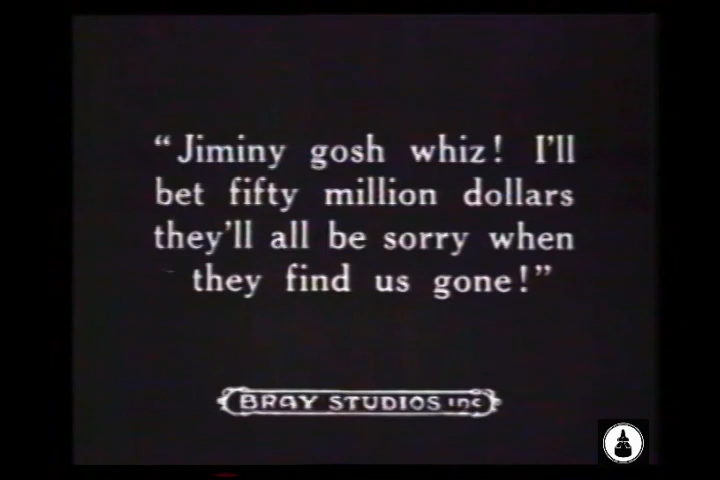 “Jiminy gosh whiz! I’ll
bet fifty million dollars
they’ll all be sorry when
they find us gone!”
BRAY STUDIOS INC